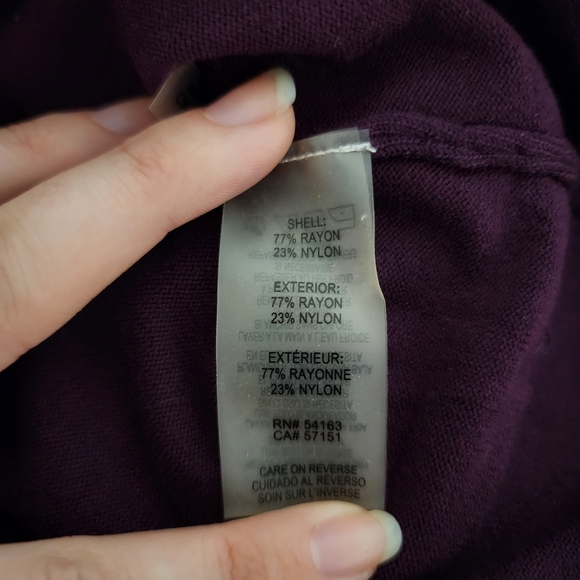 SHELL:
77% RAYON
23% NYLON
EXTERIOR:
77% RAYON
23% NYLON
EXTÉRIEUR:
77% RAYONNE
23% NYLON
RN# 54163
CA# 57151
CARE ON REVERSE
CUIDADO AL REVERSO
SOIN SUR L'INVERSE